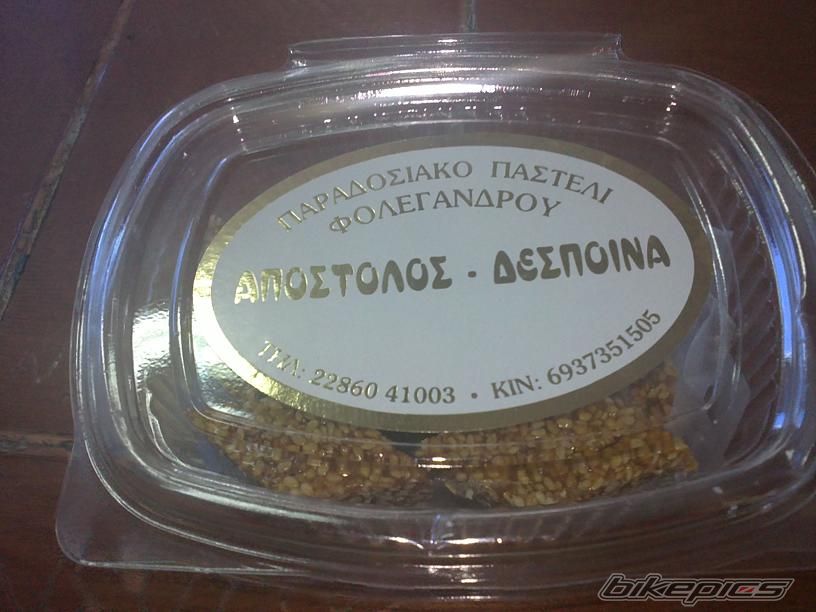 ΠΑΡΑΔΟΣΙΑΚΟ ΠΑΣΤΕΛΙ
ΦΟΛΕΓΑΝΔΡΟΥ
ΑΠΟΣΤΟΛΟΣ - ΔΕΣΠΟΙΝΑ
ΤΗΛ: 22860 41003 • ΚΙΝ: 6937351505
bikepics